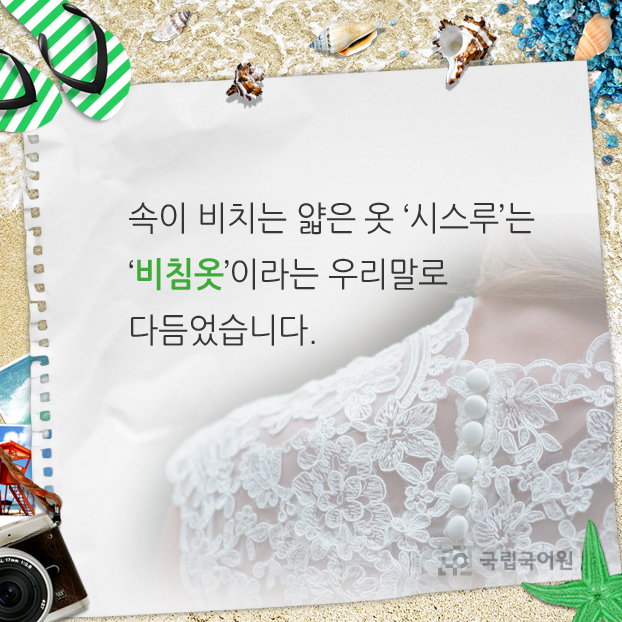 속이 비치는 얇은 옷 ‘시스루’는
‘비침옷’이라는 우리말로
다듬었습니다.
국립국어원